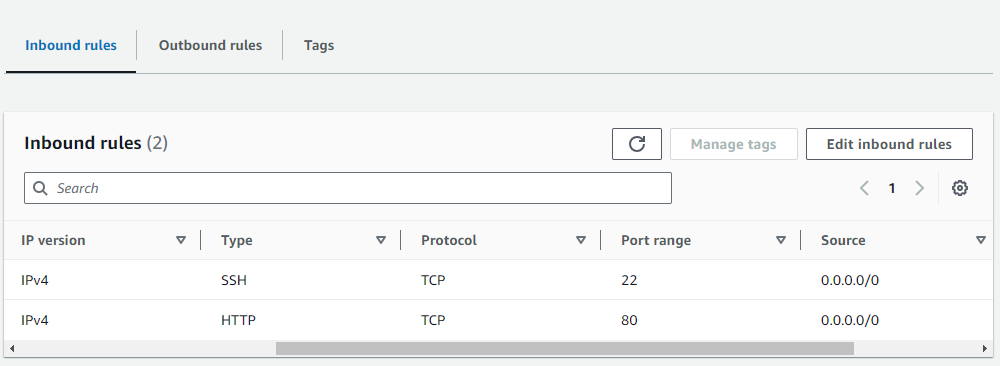 Inbound rules Outbound rules Tags
Inbound rules (2) Manage tags Edit inbound rules
Search 1
IP version Type Protocol Port range Source
IPv4 SSH TCP 22 0.0.0.0/0
IPv4 HTTP TCP 80 0.0.0.0/0